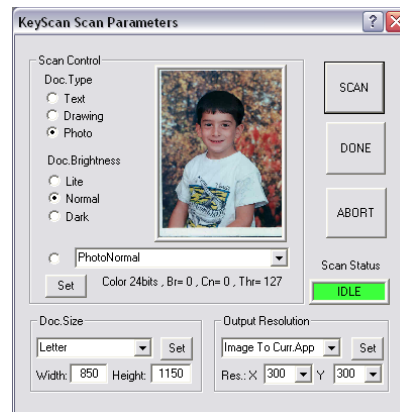 KeyScan Scan Parameters
Scan Control
Doc.Type
Text
Drawing
Photo
Doc.Brightness
Lite
Normal
Dark
PhotoNormal
Set
Color 24bits , Br= 0 , Cn= 0 , Thr= 127
SCAN
DONE
ABORT
Scan Status
IDLE
Doc.Size
Letter
Set
Width: 850 Height: 1150
Output Resolution
Image To Curr.App
Set
Res.: X 300 Y 300